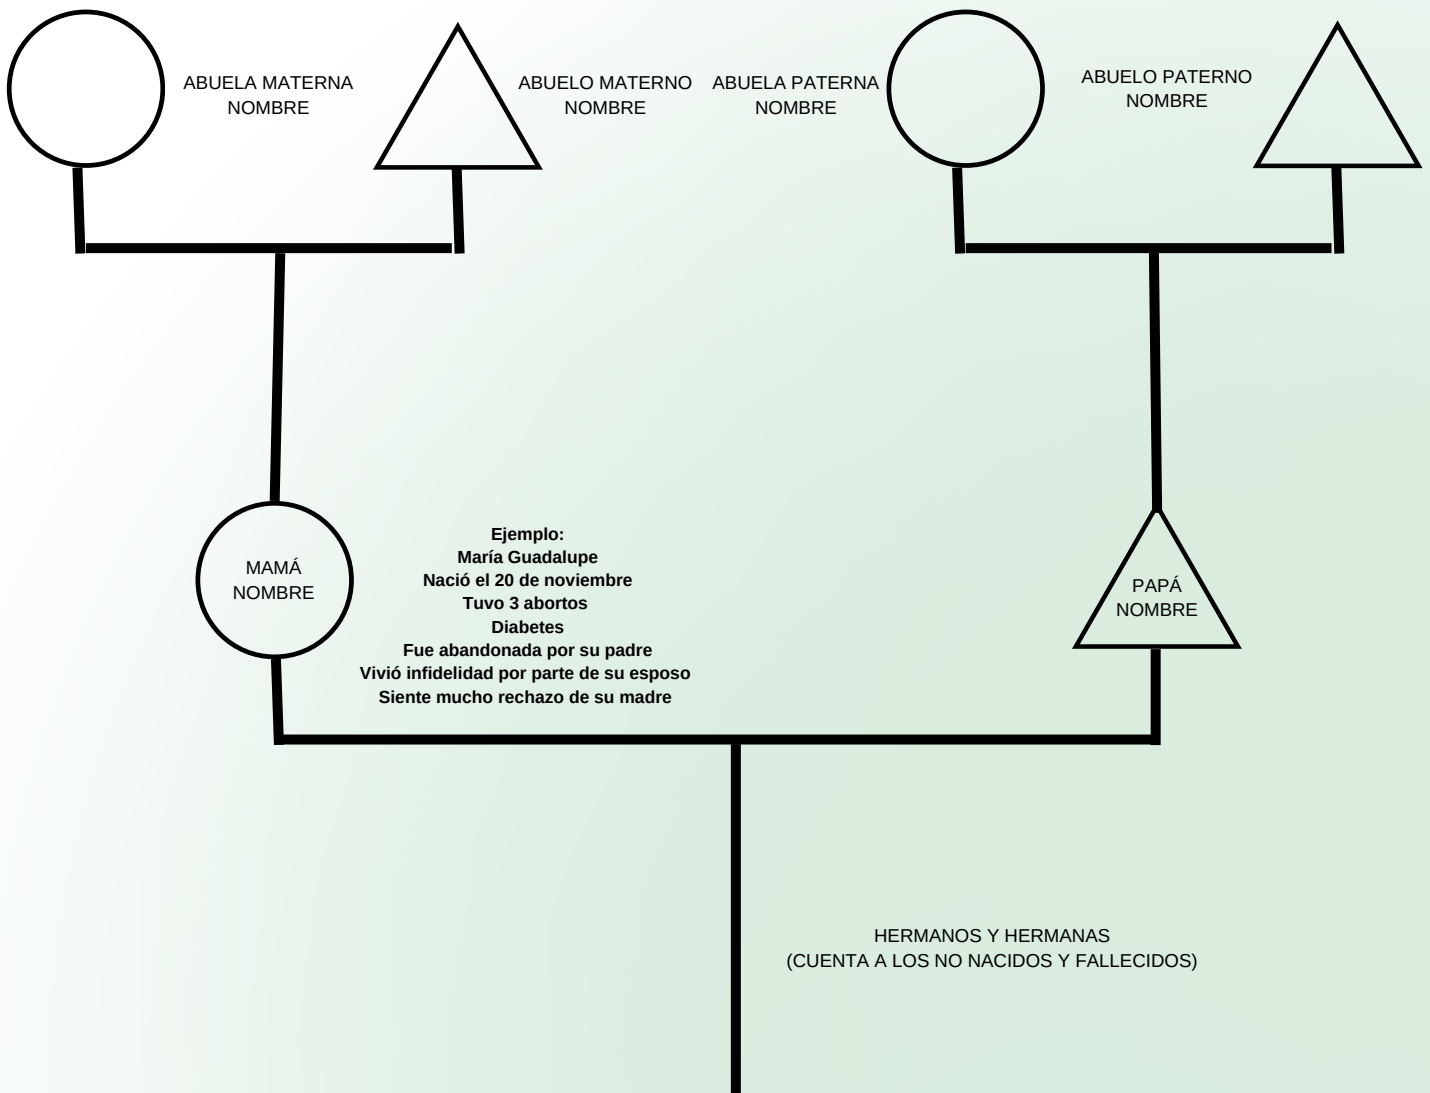 ABUELA MATERNA
NOMBRE
ABUELO MATERNO
NOMBRE
ABUELA PATERNA
NOMBRE
ABUELO PATERNO
NOMBRE
MAMÁ
NOMBRE
Ejemplo:
María Guadalupe
Nació el 20 de noviembre
Tuvo 3 abortos
Diabetes
Fue abandonada por su padre
Vivió infidelidad por parte de su esposo
Siente mucho rechazo de su madre
PAPÁ
NOMBRE
HERMANOS Y HERMANAS
(CUENTA A LOS NO NACIDOS Y FALLECIDOS)